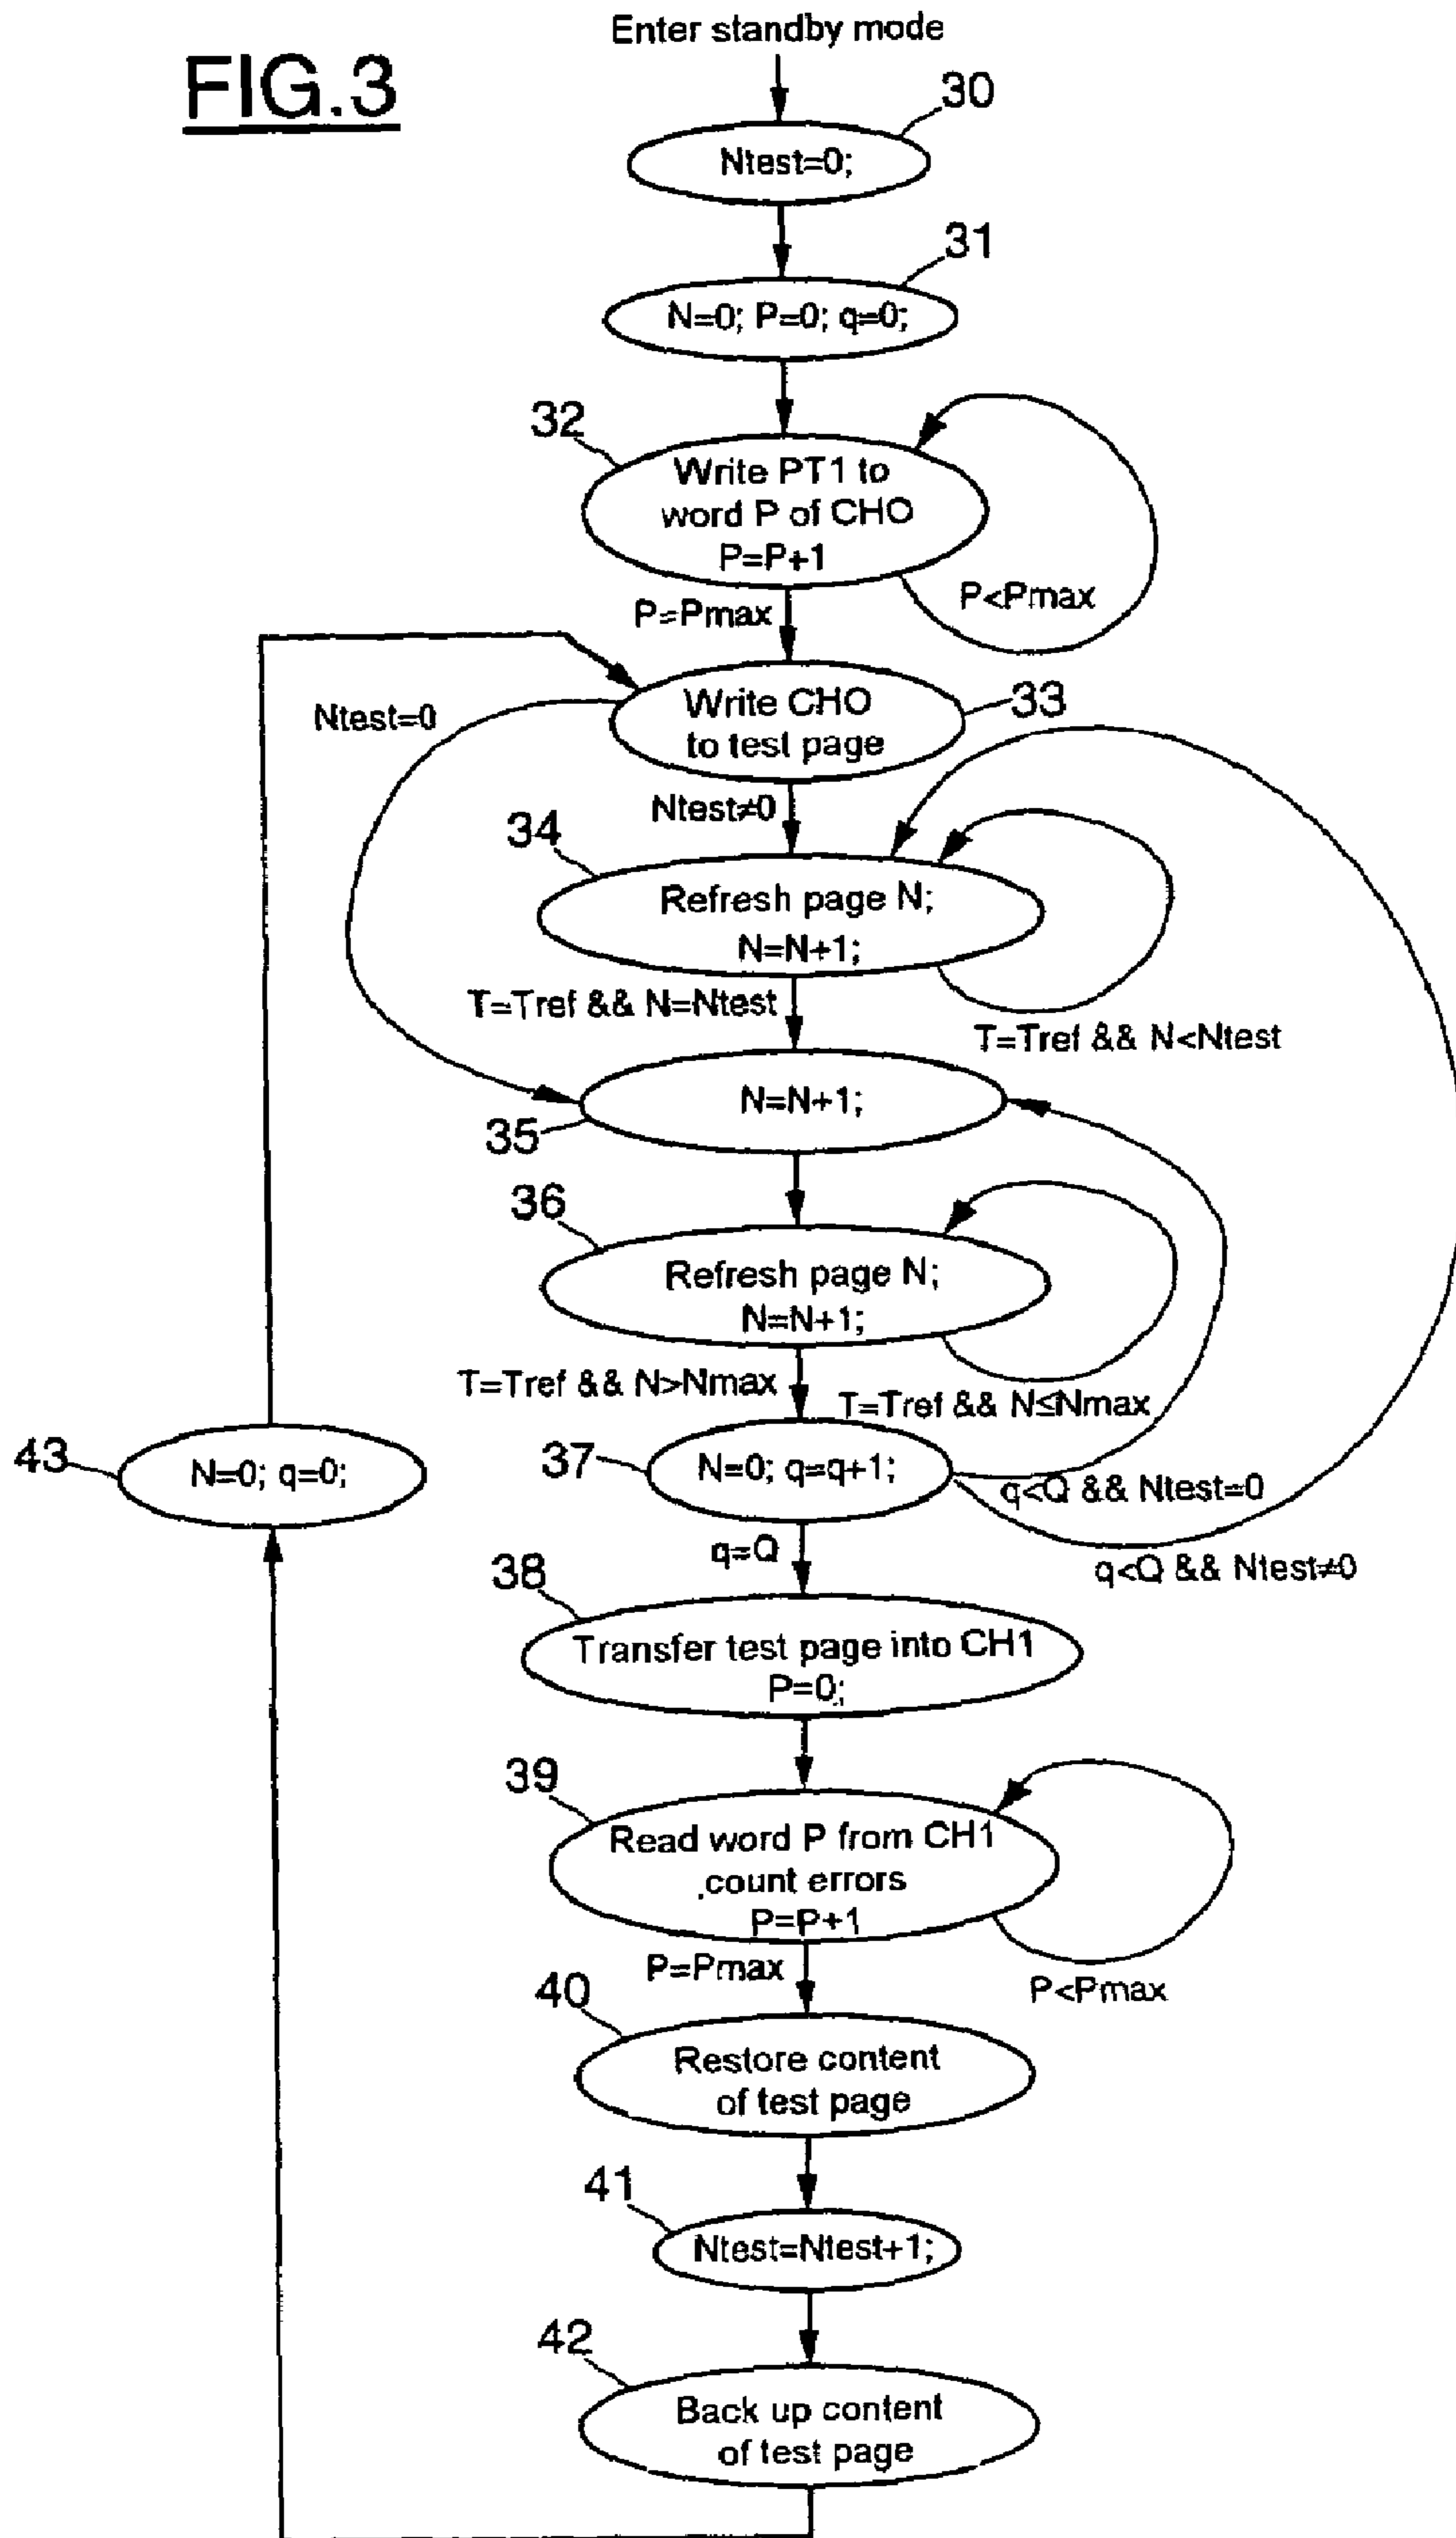 FIG.3
Enter standby mode
30
Ntest=0;
31
N=0; P=0; q=0;
32
Write PT1 to
word P of CHO
P=P+1
P<Pmax
P=Pmax
Ntest=0
Write CHO
to test page
33
Ntest≠0
34
Refresh page N;
N=N+1;
T=Tref && N=Ntest
T=Tref && N<Ntest
N=N+1;
35
36
Refresh page N;
N=N+1;
T=Tref && N>Nmax
T=Tref && N≤Nmax
43
N=0; q=0;
37
N=0; q=q+1;
q<Q && Ntest=0
q=Q
q<Q && Ntest≠0
38
Transfer test page into CH1
P=0;
39
Read word P from CH1
count errors
P=P+1
P=Pmax
P<Pmax
40
Restore content
of test page
41
Ntest=Ntest+1;
42
Back up content
of test page